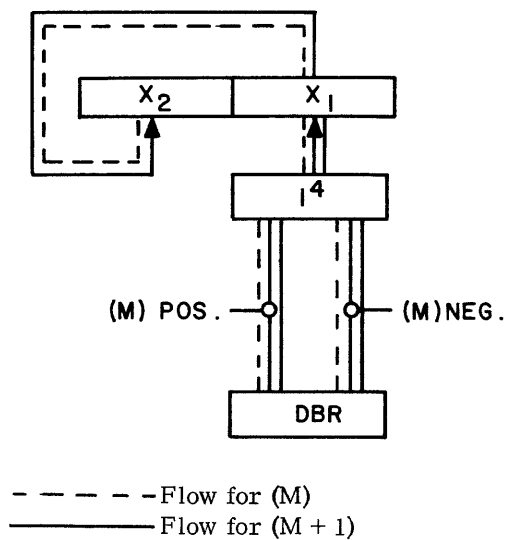 X₂ X₁
I⁴
(M) POS. (M) NEG.
DBR
Flow for (M)
Flow for (M + 1)